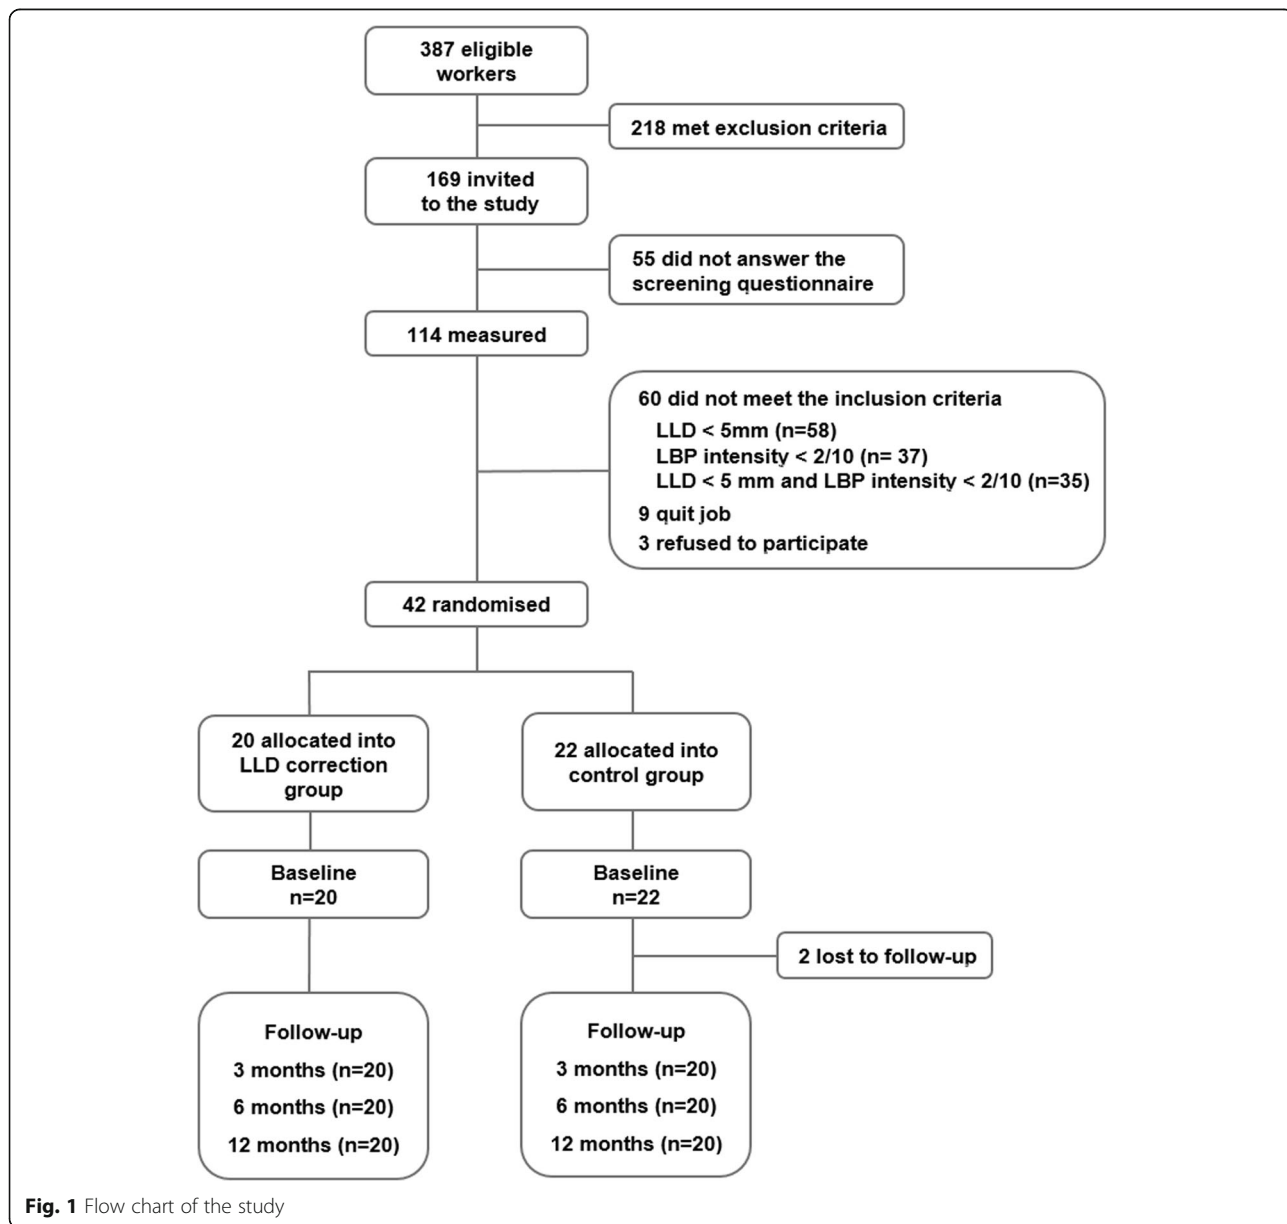 387 eligible
workers
218 met exclusion criteria
169 invited
to the study
55 did not answer the
screening questionnaire
114 measured
60 did not meet the inclusion criteria
LLD < 5mm (n=58)
LBP intensity < 2/10 (n= 37)
LLD < 5 mm and LBP intensity < 2/10 (n=35)
9 quit job
3 refused to participate
42 randomised
20 allocated into
LLD correction
group
22 allocated into
control group
Baseline
n=20
Baseline
n=22
2 lost to follow-up
Follow-up
3 months (n=20)
6 months (n=20)
12 months (n=20)
Follow-up
3 months (n=20)
6 months (n=20)
12 months (n=20)
Fig. 1 Flow chart of the study